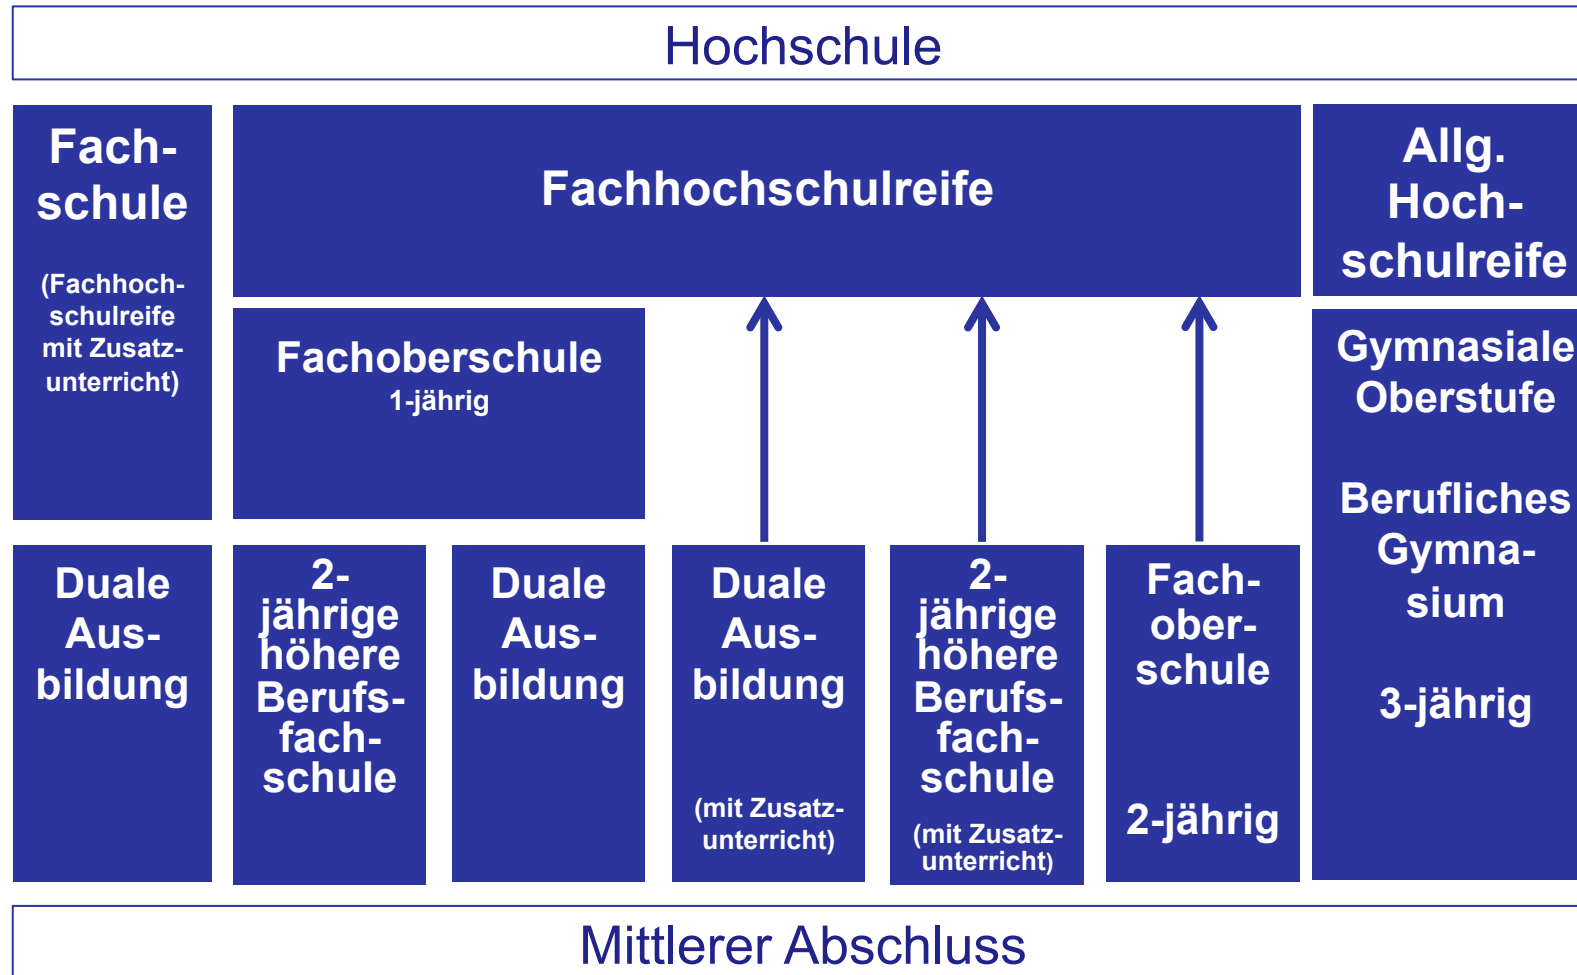 Hochschule
Fach-
schule
(Fachhoch-
schulreife
mit Zusatz-
unterricht)
Fachhochschulreife
Allg.
Hoch-
schulreife
Fachoberschule
1-jährig
Gymnasiale
Oberstufe
Berufliches
Gymna-
sium
3-jährig
Duale
Aus-
bildung
2-
jährige
höhere
Berufs-
fach-
schule
Duale
Aus-
bildung
Duale
Aus-
bildung
(mit Zusatz-
unterricht)
2-
jährige
höhere
Berufs-
fach-
schule
(mit Zusatz-
unterricht)
Fach-
ober-
schule
2-jährig
Mittlerer Abschluss